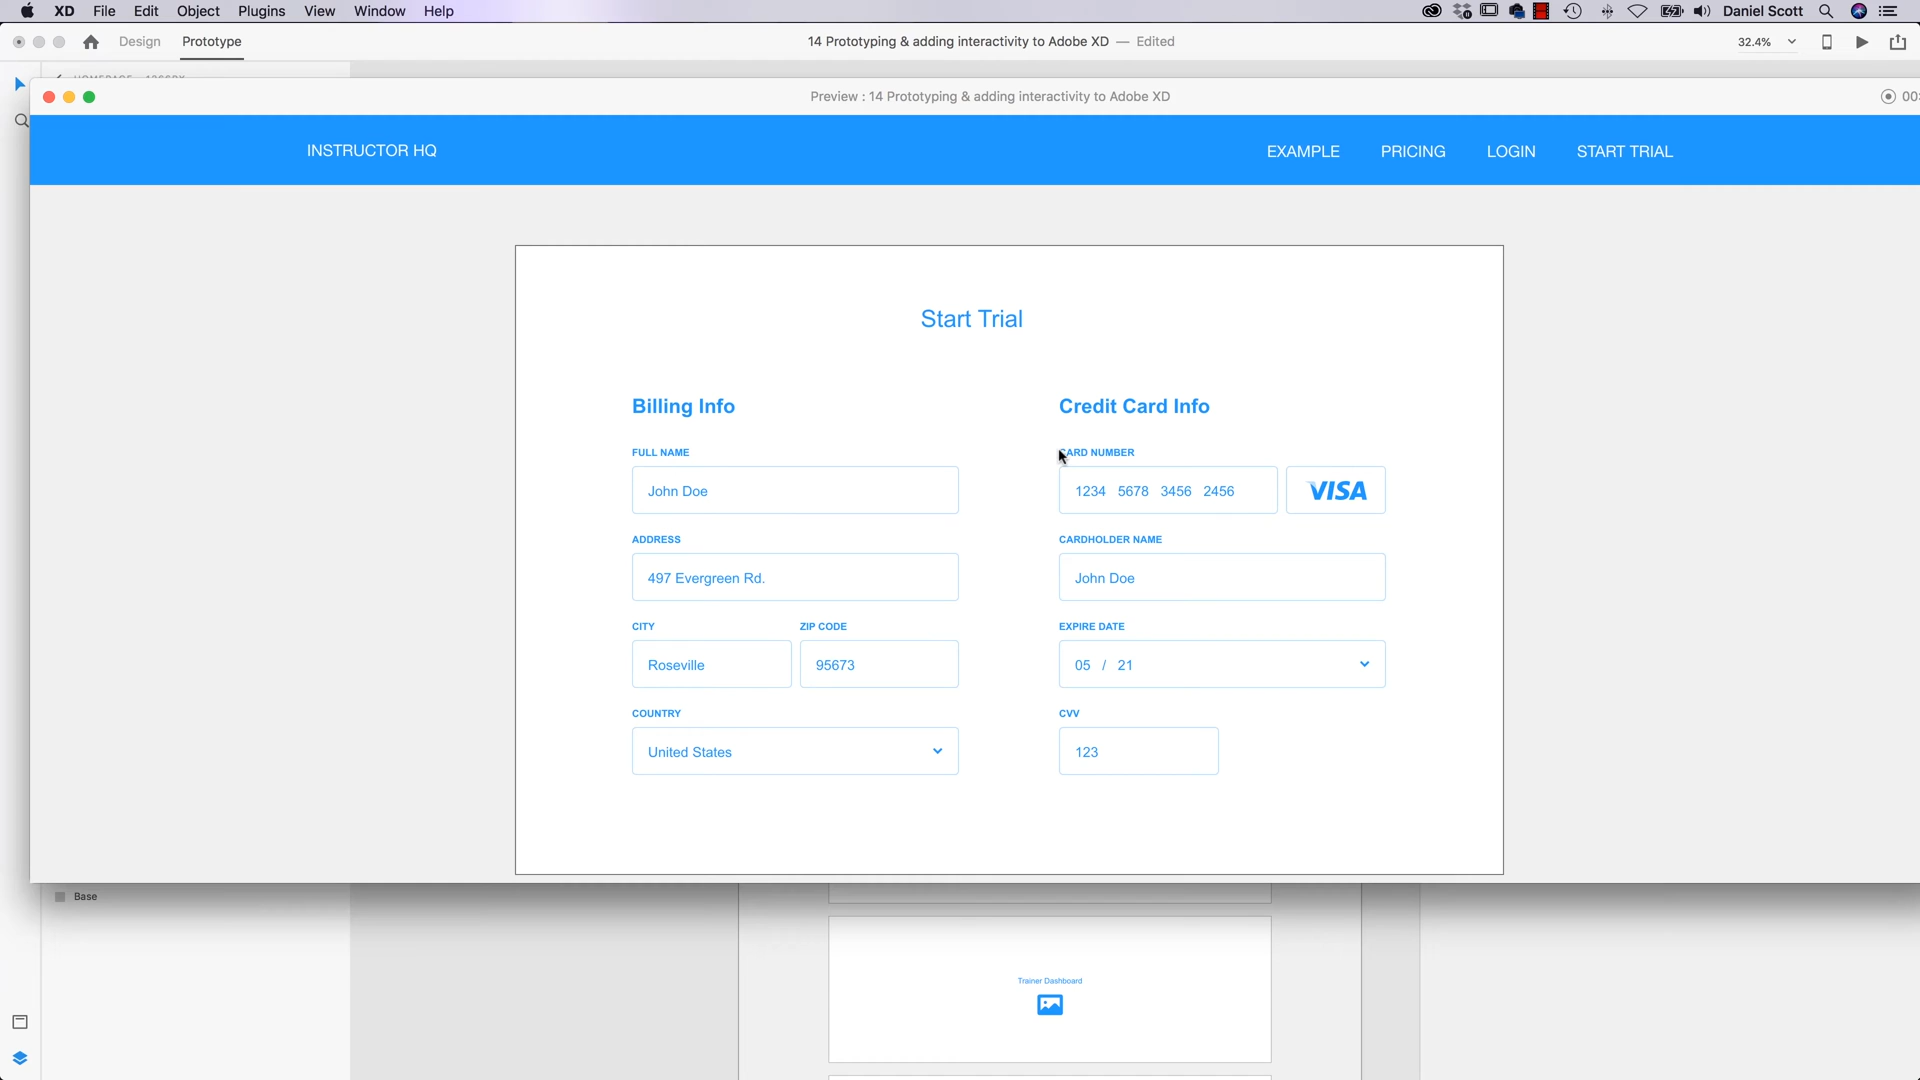 XD File Edit Object Plugins View Window Help Daniel Scott
Design Prototype 14 Prototyping & adding interactivity to Adobe XD — Edited 32.4%
Preview : 14 Prototyping & adding interactivity to Adobe XD
INSTRUCTOR HQ EXAMPLE PRICING LOGIN START TRIAL
Start Trial
Billing Info Credit Card Info
FULL NAME CARD NUMBER
John Doe 1234 5678 3456 2456 VISA
ADDRESS CARDHOLDER NAME
497 Evergreen Rd. John Doe
CITY ZIP CODE EXPIRE DATE
Roseville 95673 05 / 21
COUNTRY CVV
United States 123
Base
Trainer Dashboard